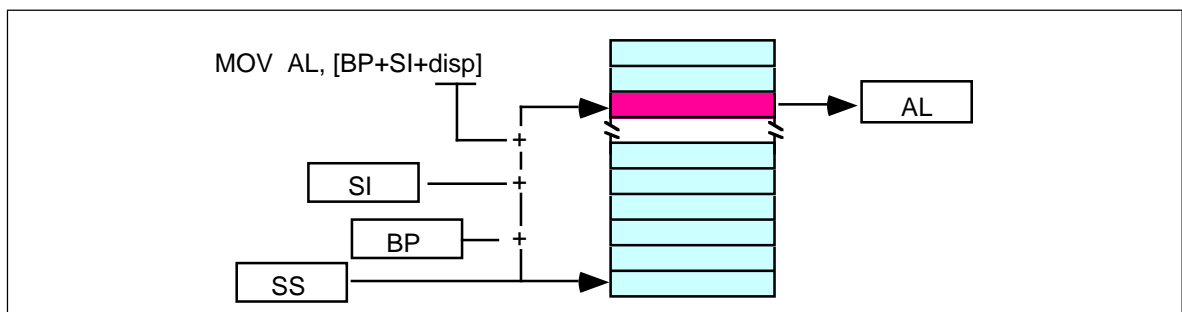 MOV AL, [BP+SI+disp]
AL
+
SI
+
BP
+
SS